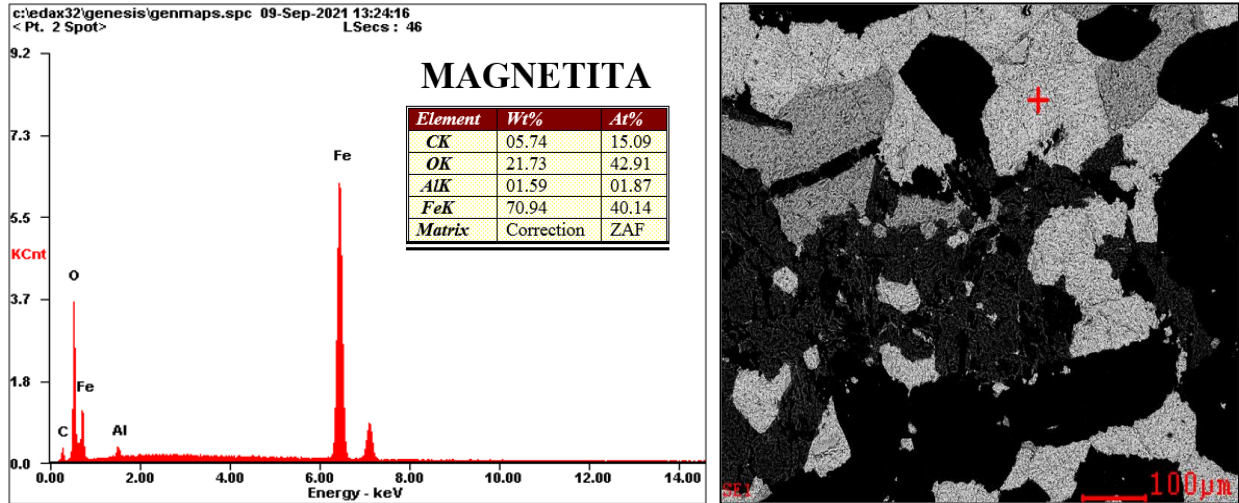 c:\edax32\genesis\genmaps.spc 09-Sep-2021 13:24:16
< Pt. 2 Spot> LSecs : 46
9.2
7.3
5.5
KCnt
3.7
1.8
0.0
MAGNETITA
Element Wt% At%
CK 05.74 15.09
OK 21.73 42.91
AlK 01.59 01.87
FeK 70.94 40.14
Matrix Correction ZAF
Fe
O
Fe
C
Al
2.00 4.00 6.00 8.00 10.00 12.00 14.00
Energy - keV
SEI
100µm